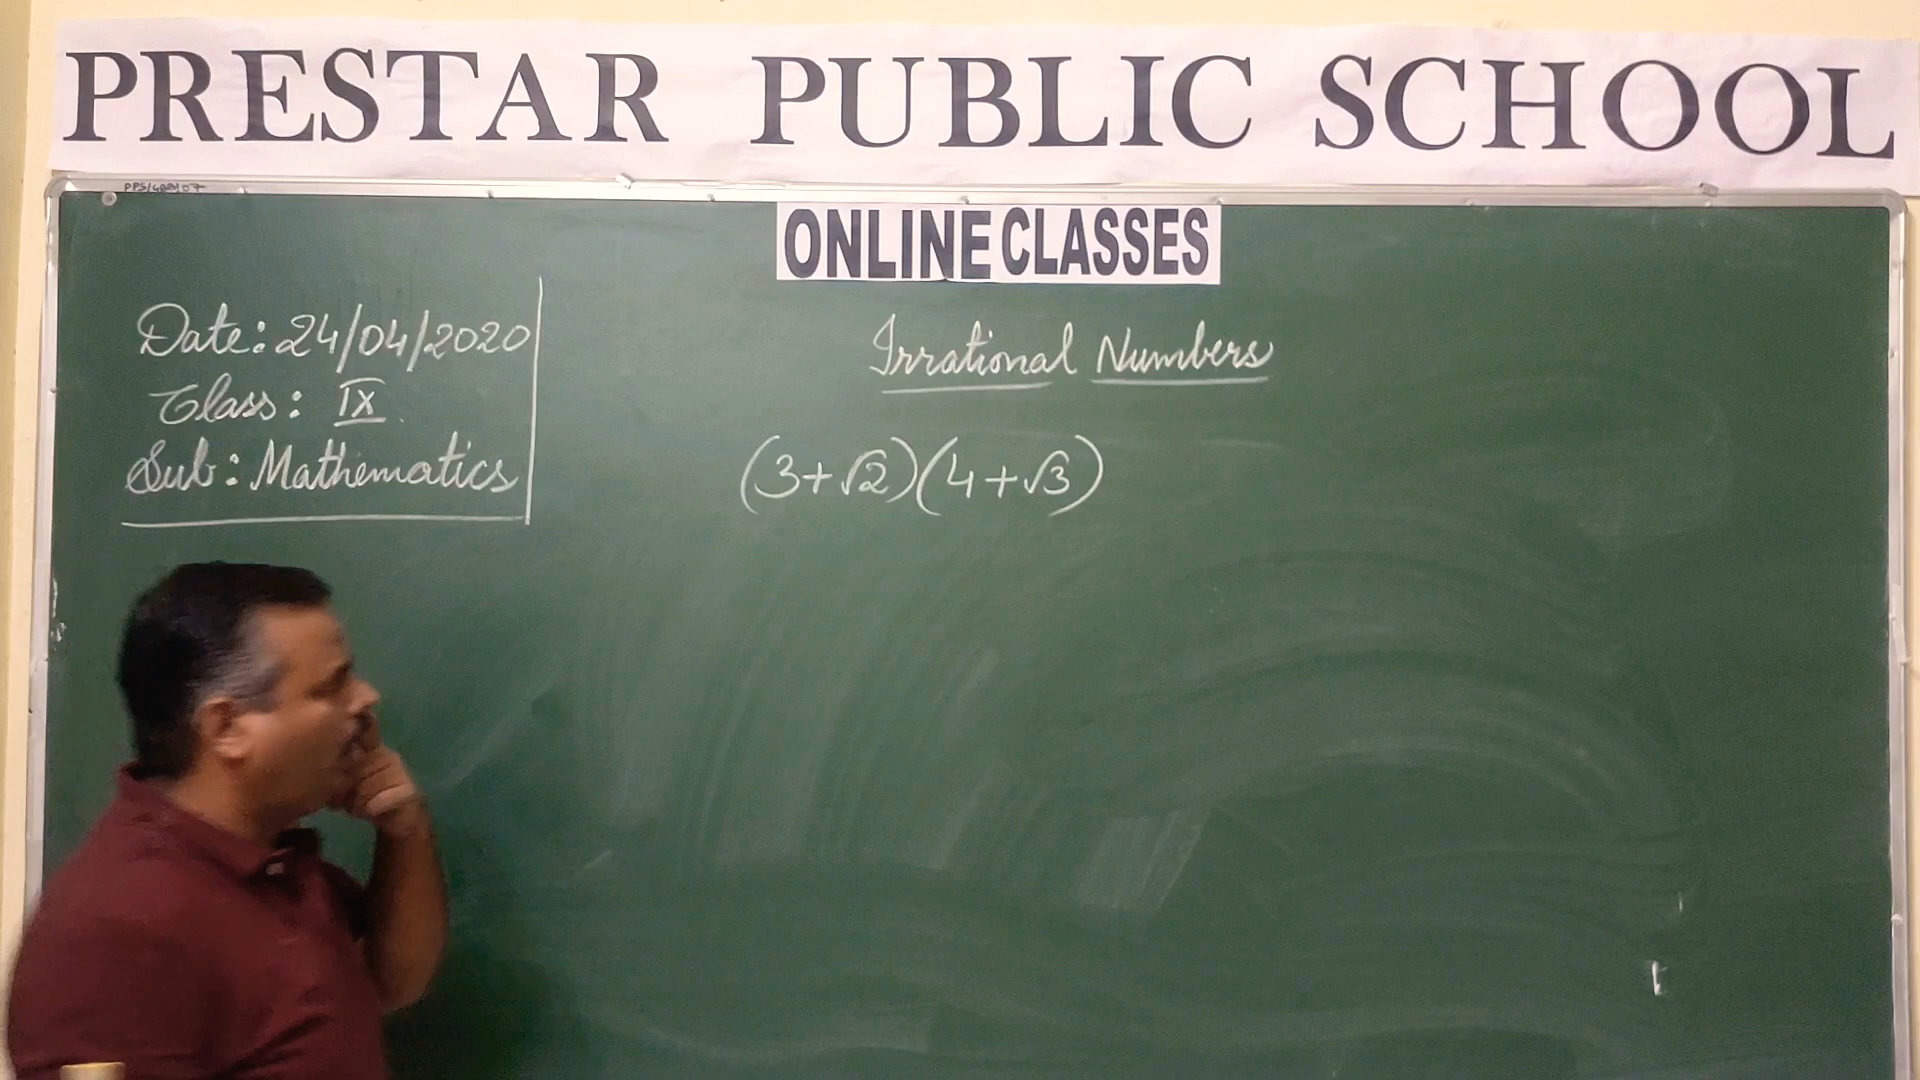 PRESTAR PUBLIC SCHOOL
ONLINE CLASSES
Date: 24/04/2020
Class: IX
Sub: Mathematics
Irrational Numbers
(3+√2)(4+√3)